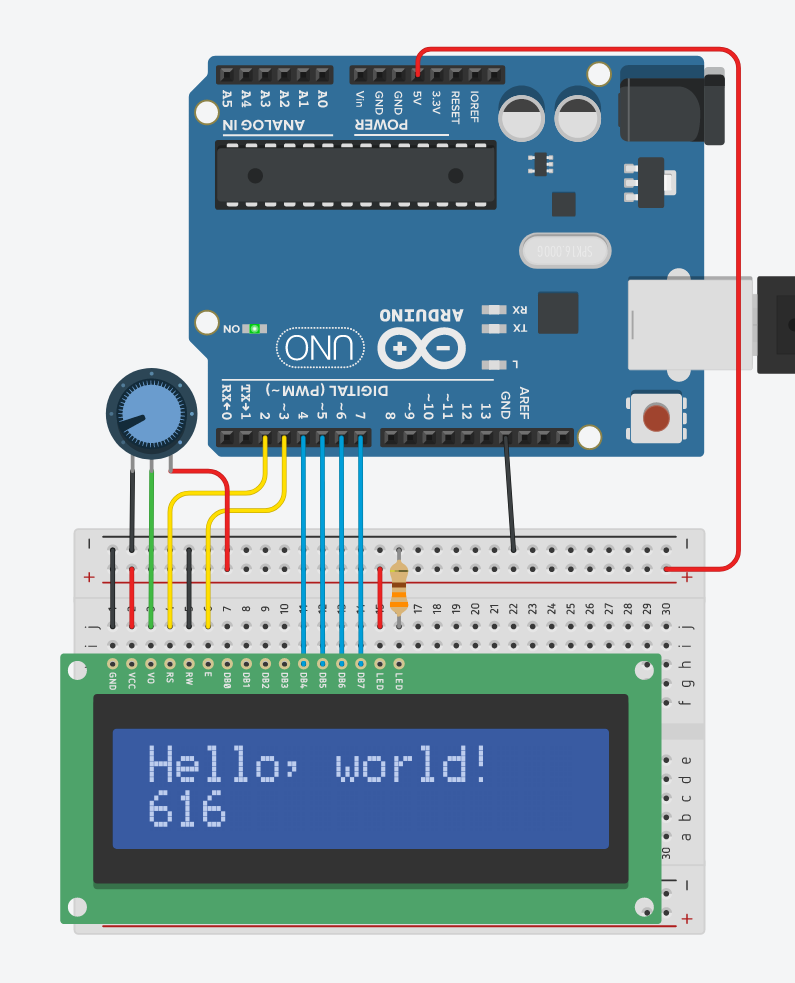 A5 A4 A3 A2 A1 A0 Vin GND GND 5V 3.3V RESET IOREF
ANALOG IN POWER
SPK16.000G
ON
ARDUINO
RX
TX
L
UNO
DIGITAL (PWM~)
RX←0 TX→1 2 ~3 4 ~5 ~6 7 8 ~9 ~10 ~11 12 13 GND AREF
− −
+ +
1 2 3 4 5 6 7 8 9 10 11 12 13 14 15 16 17 18 19 20 21 22 23 24 25 26 27 28 29 30
j j
i i
h
g
f
GND VCC VO RS RW E DB0 DB1 DB2 DB3 DB4 DB5 DB6 DB7 LED LED
Hello, world!
616
e
d
c
b
a
30
−
+